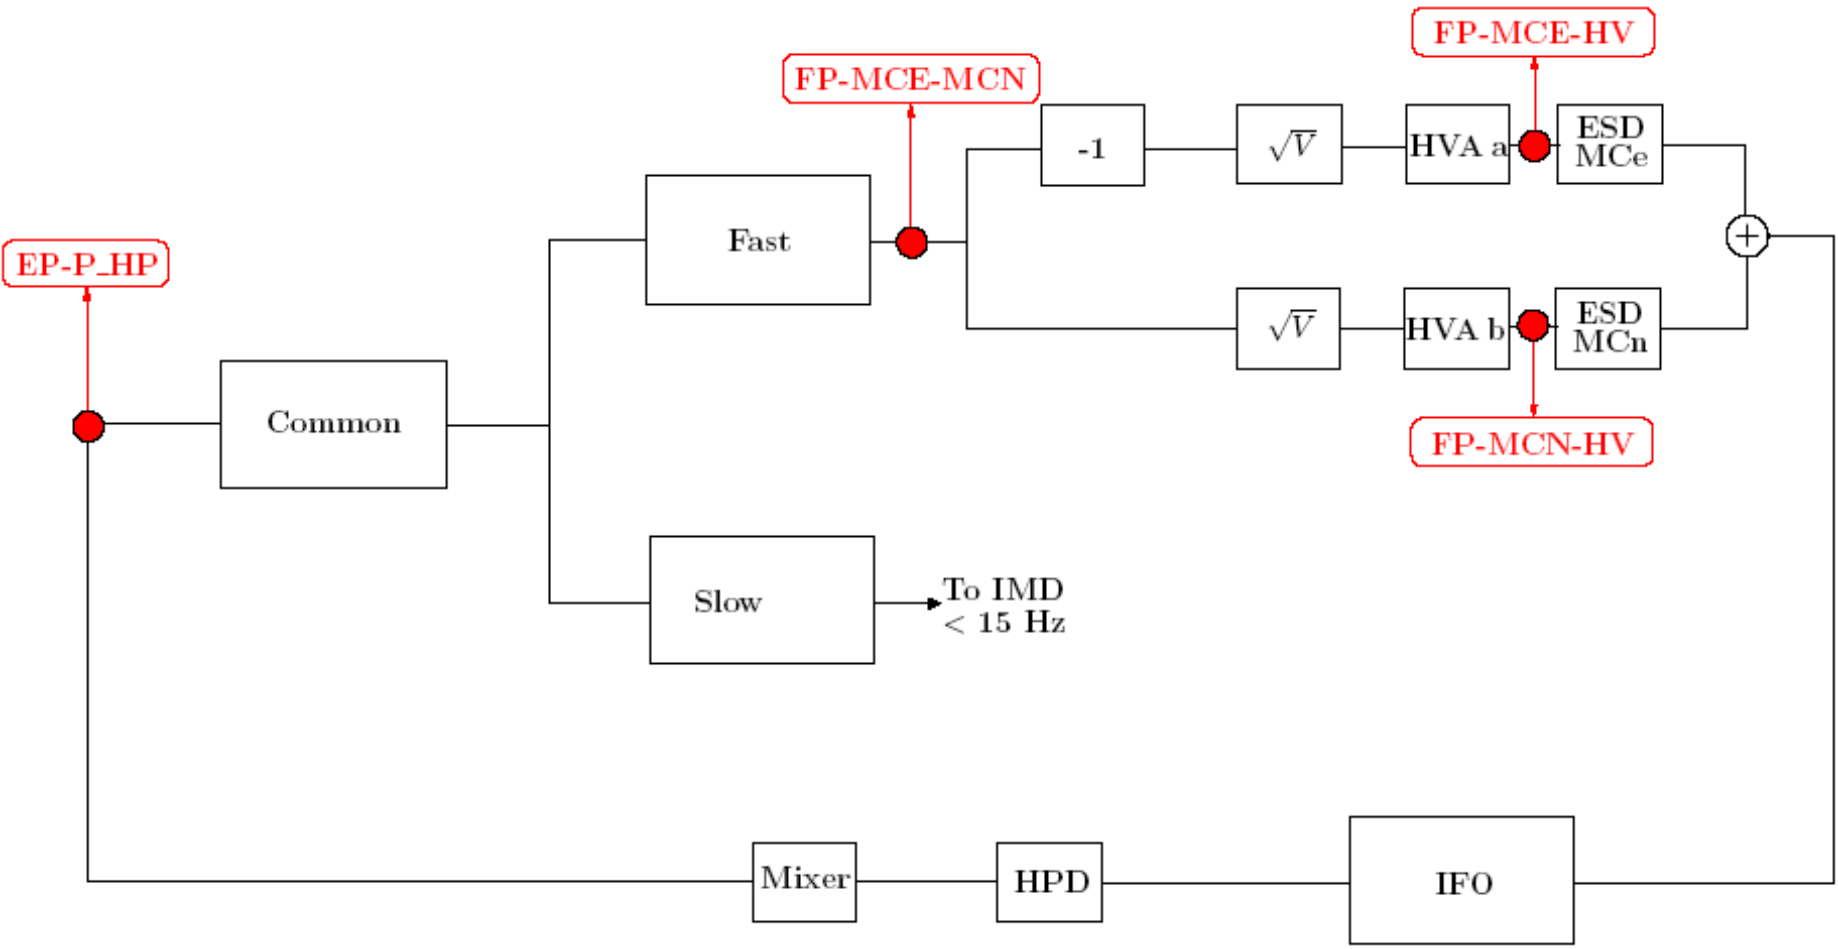 FP-MCE-HV
FP-MCE-MCN
-1
√V
HVA a
ESD
MCe
Fast
+
EP-P_HP
√V
HVA b
ESD
MCn
Common
FP-MCN-HV
Slow
To IMD
< 15 Hz
Mixer
HPD
IFO